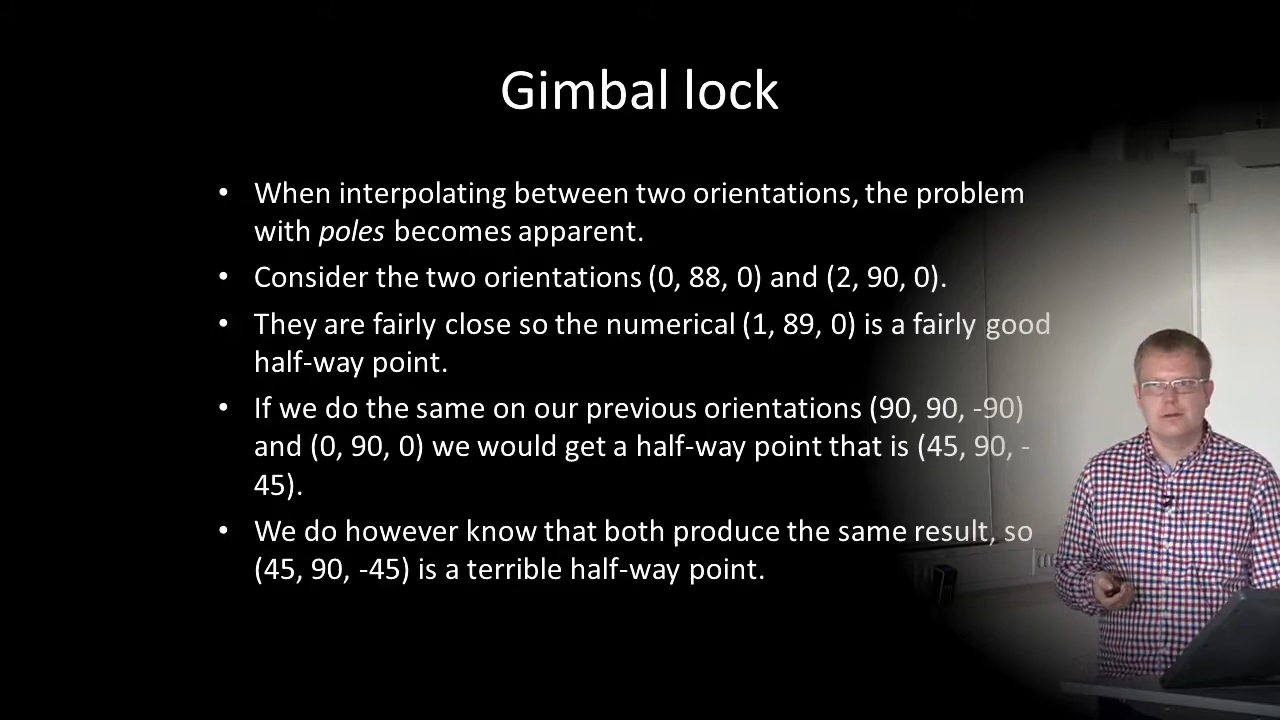 Gimbal lock
• When interpolating between two orientations, the problem
with poles becomes apparent.
• Consider the two orientations (0, 88, 0) and (2, 90, 0).
• They are fairly close so the numerical (1, 89, 0) is a fairly good
half-way point.
• If we do the same on our previous orientations (90, 90, -90)
and (0, 90, 0) we would get a half-way point that is (45, 90, -
45).
• We do however know that both produce the same result, so
(45, 90, -45) is a terrible half-way point.